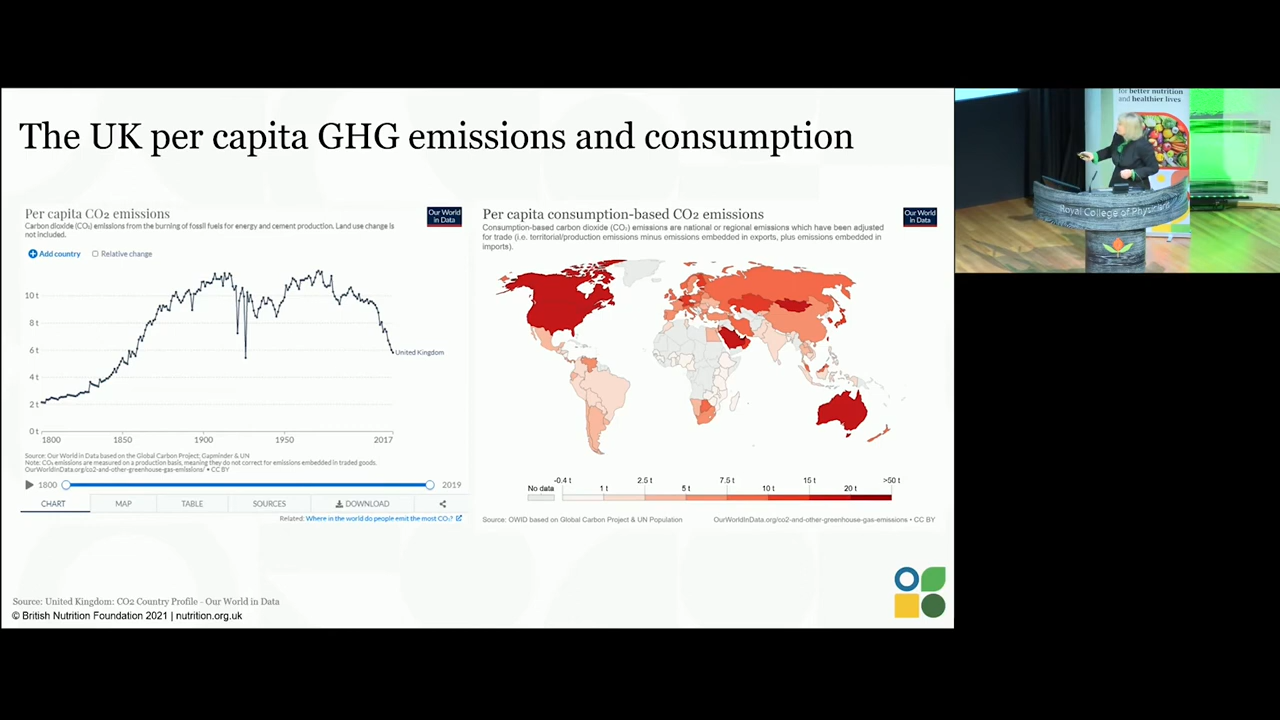 The UK per capita GHG emissions and consumption
Per capita CO₂ emissions
Carbon dioxide (CO₂) emissions from the burning of fossil fuels for energy and cement production. Land use change is
not included.
Our World
in Data
Add country
Relative change
10 t
8 t
6 t
4 t
2 t
0 t
United Kingdom
1800
1850
1900
1950
2017
Source: Our World in Data based on the Global Carbon Project; Gapminder & UN
Note: CO₂ emissions are measured on a production basis, meaning they do not correct for emissions embedded in traded goods.
OurWorldInData.org/co2-and-other-greenhouse-gas-emissions/ • CC BY
1800
2019
CHART
MAP
TABLE
SOURCES
DOWNLOAD
Related: Where in the world do people emit the most CO₂?
Per capita consumption-based CO₂ emissions
Consumption-based carbon dioxide (CO₂) emissions are national or regional emissions which have been adjusted
for trade (i.e. territorial/production emissions minus emissions embedded in exports, plus emissions embedded in
imports).
Our World
in Data
No data
-0.4 t
1 t
2.5 t
5 t
7.5 t
10 t
15 t
20 t
>50 t
Source: OWID based on Global Carbon Project & UN Population
OurWorldInData.org/co2-and-other-greenhouse-gas-emissions • CC BY
Source: United Kingdom: CO2 Country Profile - Our World in Data
© British Nutrition Foundation 2021 | nutrition.org.uk
for better nutrition
and healthier lives
Royal College of Physicians